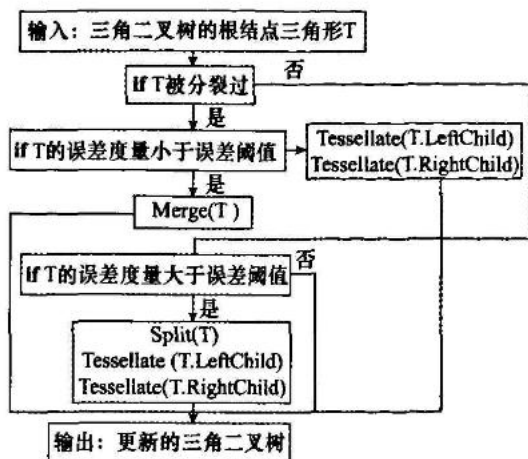 输入：三角二叉树的根结点三角形T
if T被分裂过
否
是
if T的误差度量小于误差阈值
Tessellate(T.LeftChild)
Tessellate(T.RightChild)
是
Merge(T )
if T的误差度量大于误差阈值
否
是
Split(T)
Tessellate (T.LeftChild)
Tessellate(T.RightChild)
输出：更新的三角二叉树